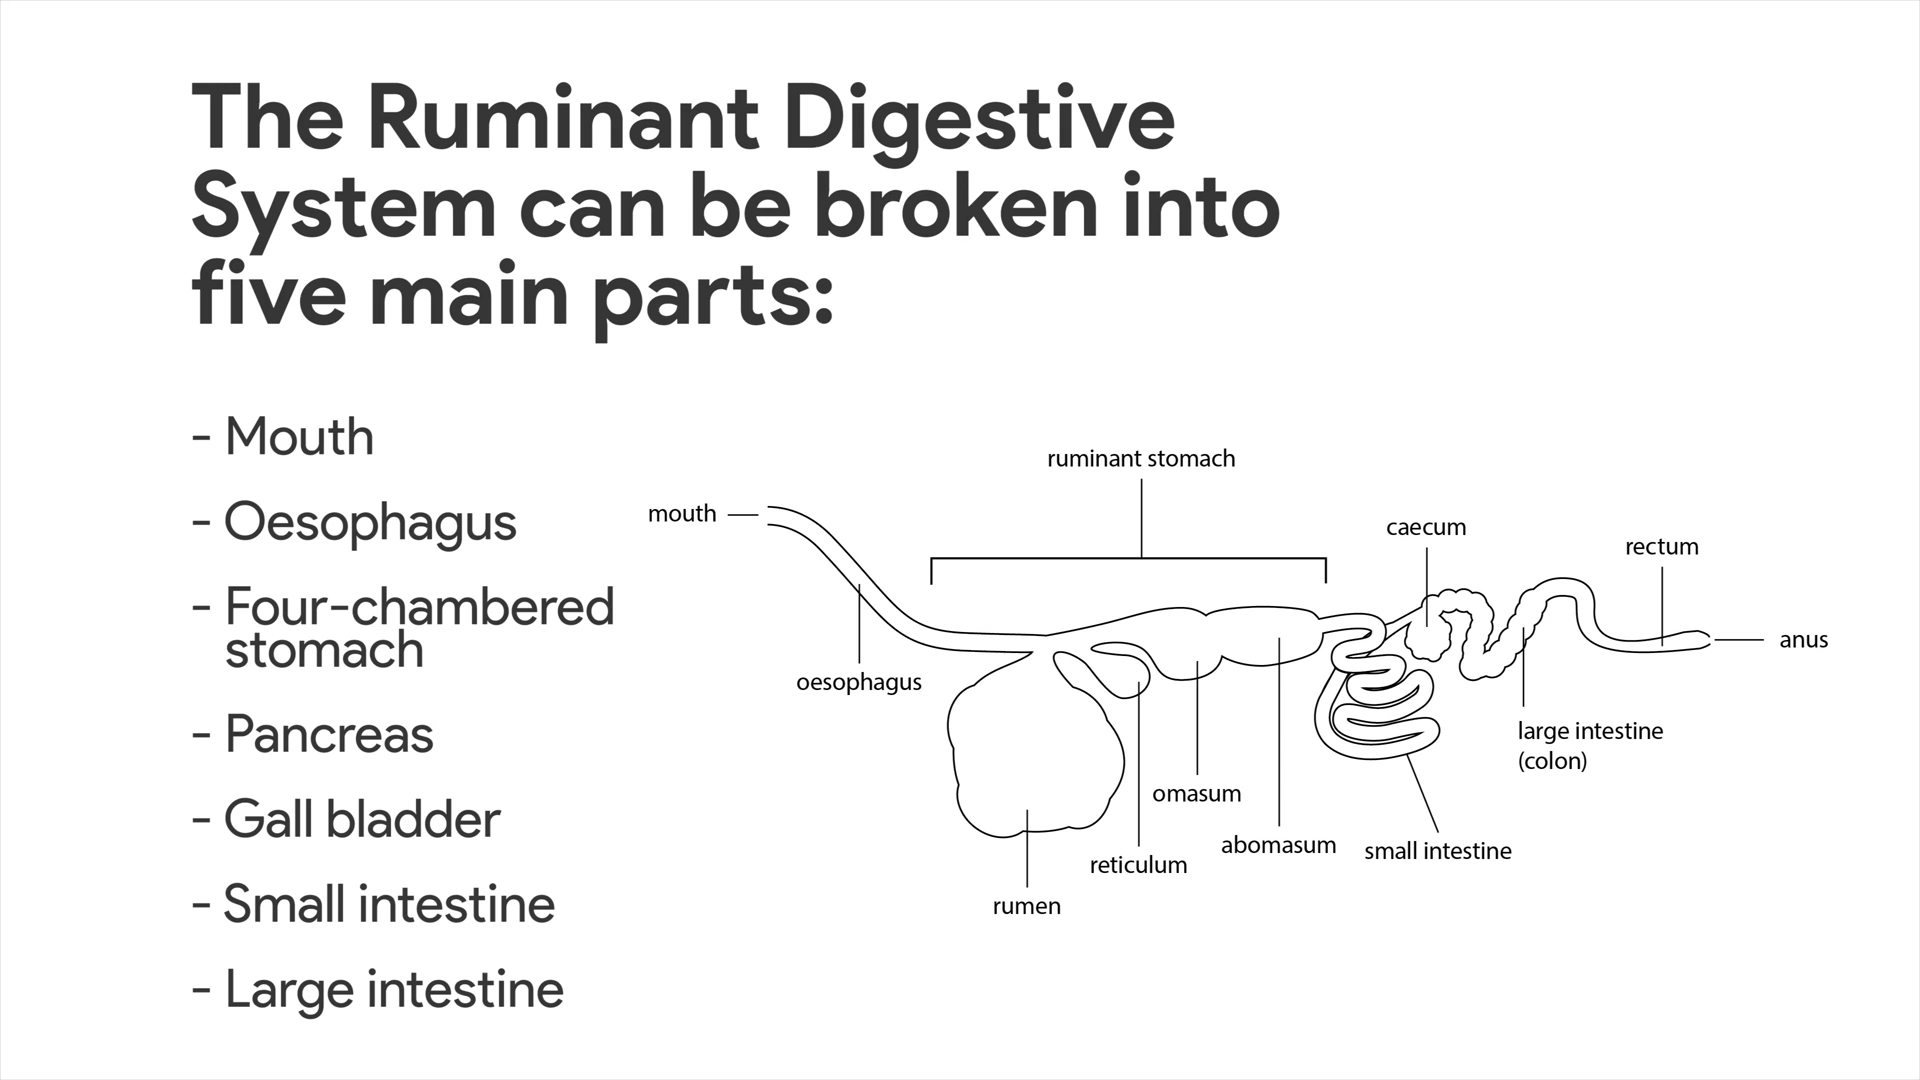 The Ruminant Digestive
System can be broken into
five main parts:
- Mouth
- Oesophagus
- Four-chambered
stomach
- Pancreas
- Gall bladder
- Small intestine
- Large intestine
ruminant stomach
mouth
caecum
rectum
anus
oesophagus
large intestine
(colon)
omasum
abomasum
small intestine
reticulum
rumen